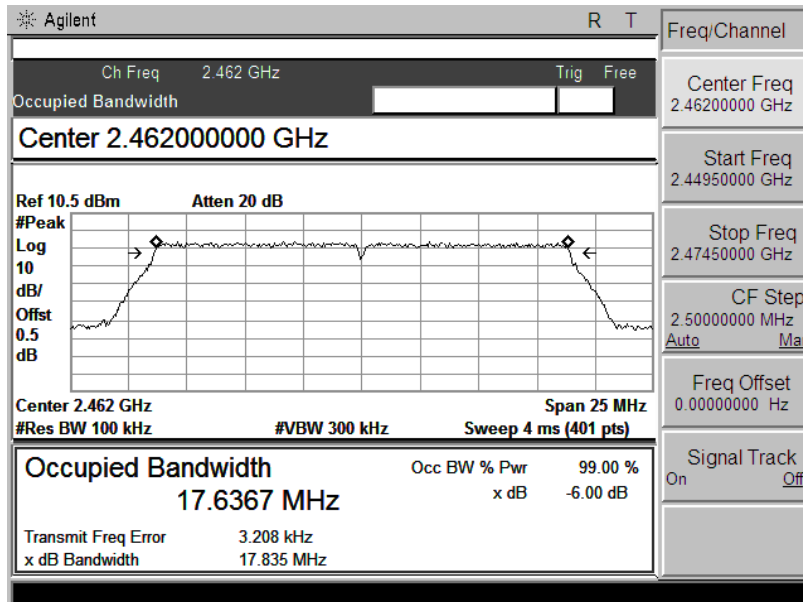 Agilent R T
Ch Freq 2.462 GHz Trig Free
Occupied Bandwidth
Center 2.462000000 GHz
Ref 10.5 dBm Atten 20 dB
#Peak
Log
10
dB/
Offst
0.5
dB
Center 2.462 GHz Span 25 MHz
#Res BW 100 kHz #VBW 300 kHz Sweep 4 ms (401 pts)
Occupied Bandwidth Occ BW % Pwr 99.00 %
17.6367 MHz x dB -6.00 dB
Transmit Freq Error 3.208 kHz
x dB Bandwidth 17.835 MHz
Freq/Channel
Center Freq
2.46200000 GHz
Start Freq
2.44950000 GHz
Stop Freq
2.47450000 GHz
CF Step
2.50000000 MHz
Auto Ma
Freq Offset
0.00000000 Hz
Signal Track
On Off